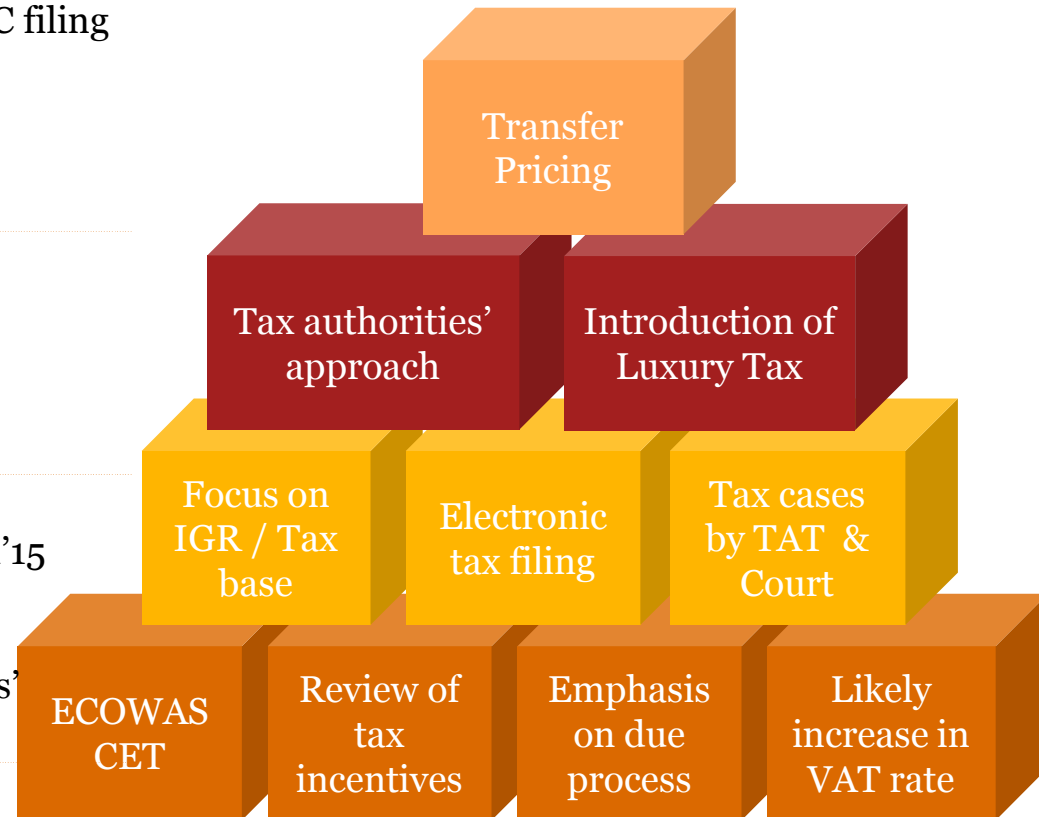 C filing
Transfer
Pricing
Tax authorities’
approach
Introduction of
Luxury Tax
Focus on
IGR / Tax
base
Electronic
tax filing
Tax cases
by TAT &
Court
’15
s’
ECOWAS
CET
Review of
tax
incentives
Emphasis
on due
process
Likely
increase in
VAT rate